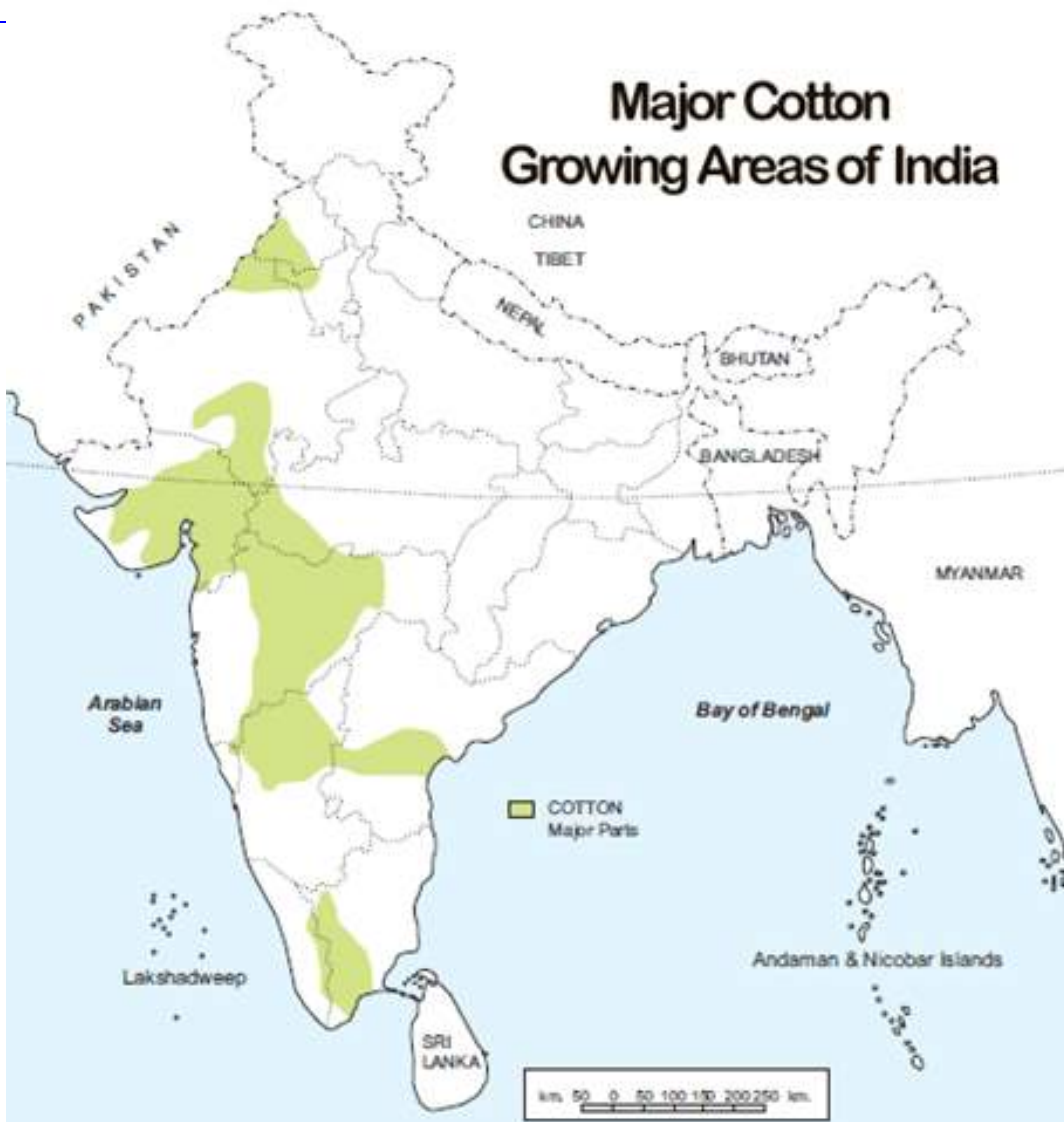 Major Cotton
Growing Areas of India
CHINA
TIBET
PAKISTAN
NEPAL
BHUTAN
BANGLADESH
MYANMAR
Arabian
Sea
Bay of Bengal
COTTON
Major Parts
Lakshadweep
Andaman & Nicobar Islands
SRI
LANKA
km. 50 0 50 100 150 200 250 km.